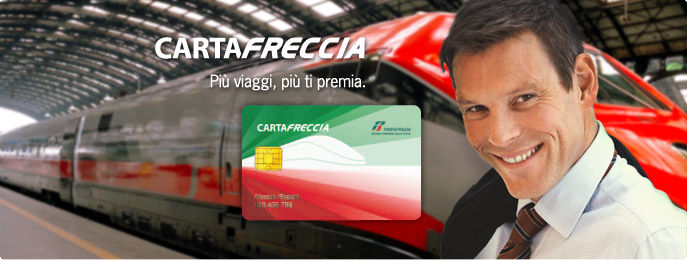 CARTAFRECCIA
Più viaggi, più ti premia.
CARTAFRECCIA
TRENITALIA